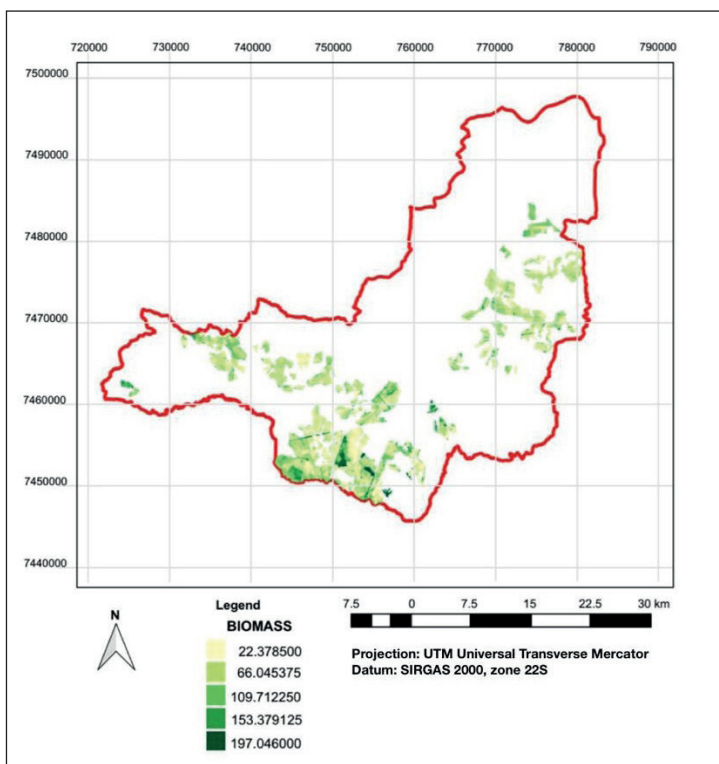 720000 730000 740000 750000 760000 770000 780000 790000
7500000
7490000
7480000
7470000
7460000
7450000
7440000
N
Legend
BIOMASS
22.378500
66.045375
109.712250
153.379125
197.046000
7.5 0 7.5 15 22.5 30 km
Projection: UTM Universal Transverse Mercator
Datum: SIRGAS 2000, zone 22S